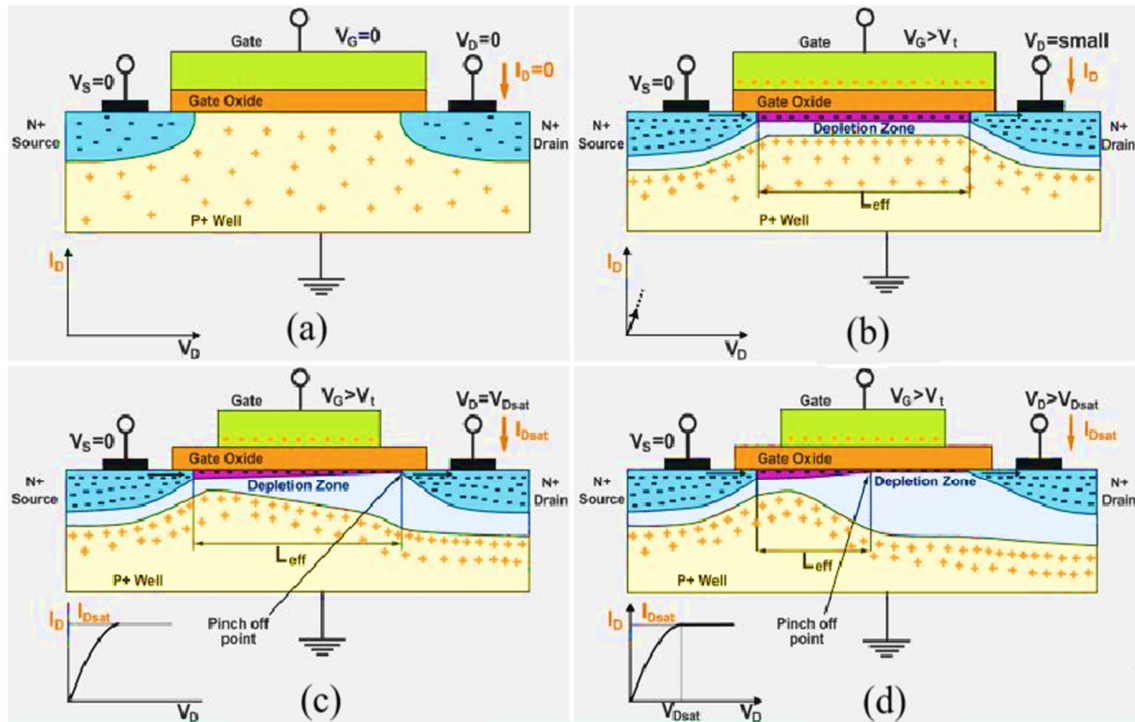 Gate
V_G=0
V_D=0
V_S=0
I_D=0
Gate Oxide
N+
Source
N+
Drain
P+ Well
I_D
V_D
(a)
Gate
V_G>V_t
V_D=small
V_S=0
I_D
Gate Oxide
N+
Source
Depletion Zone
N+
Drain
L_eff
P+ Well
I_D
V_D
(b)
Gate
V_G>V_t
V_D=V_Dsat
V_S=0
I_Dsat
Gate Oxide
N+
Source
Depletion Zone
N+
Drain
L_eff
P+ Well
I_D
I_Dsat
Pinch off
point
V_D
(c)
Gate
V_G>V_t
V_D>V_Dsat
V_S=0
I_Dsat
Gate Oxide
N+
Source
Depletion Zone
N+
Drain
L_eff
P+ Well
I_D
I_Dsat
Pinch off
point
V_Dsat
V_D
(d)